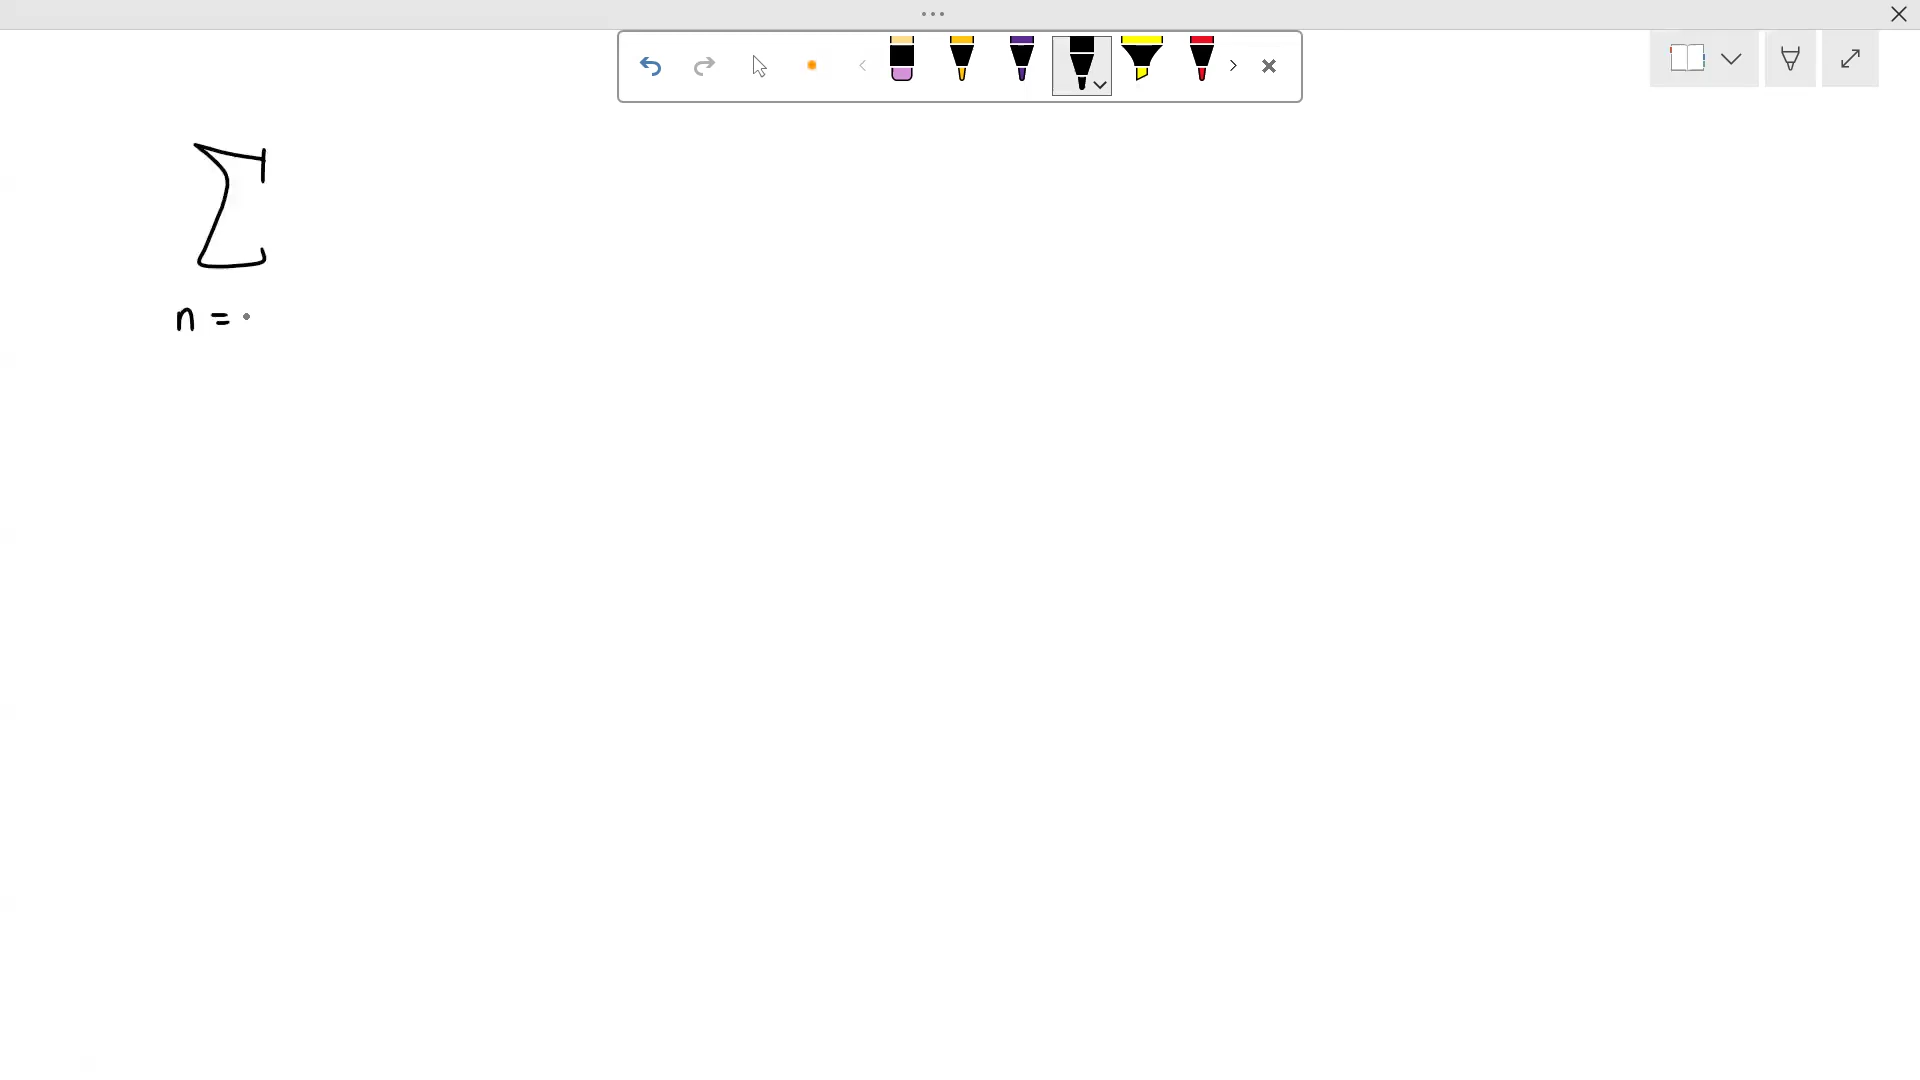 ∑
n =